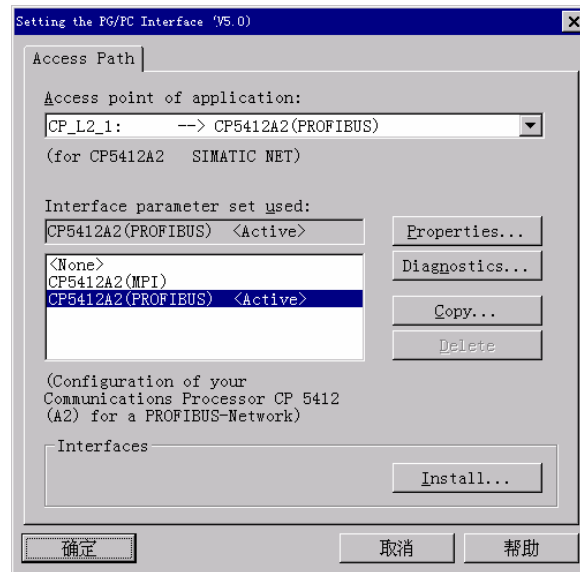 Setting the PG/PC Interface (V5.0)
Access Path
Access point of application:
CP_L2_1: --> CP5412A2(PROFIBUS)
(for CP5412A2 SIMATIC NET)
Interface parameter set used:
CP5412A2(PROFIBUS) <Active>
Properties...
<None>
CP5412A2(MPI)
CP5412A2(PROFIBUS) <Active>
Diagnostics...
Copy...
Delete
(Configuration of your
Communications Processor CP 5412
(A2) for a PROFIBUS-Network)
Interfaces
Install...
确定
取消
帮助